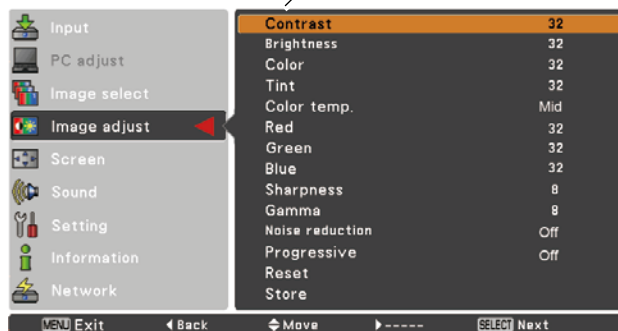 Input
PC adjust
Image select
Image adjust
Screen
Sound
Setting
Information
Network
Contrast 32
Brightness 32
Color 32
Tint 32
Color temp. Mid
Red 32
Green 32
Blue 32
Sharpness 8
Gamma 8
Noise reduction Off
Progressive Off
Reset
Store
MENU Exit Back Move ----- SELECT Next